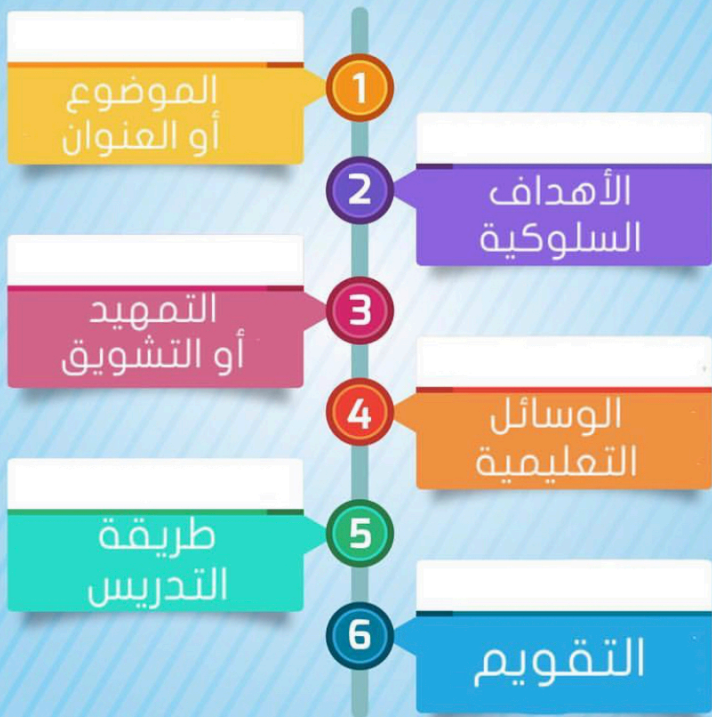 1
الموضوع
أو العنوان
2
الأهداف
السلوكية
3
التمهيد
أو التشويق
4
الوسائل
التعليمية
5
طريقة
التدريس
6
التقويم